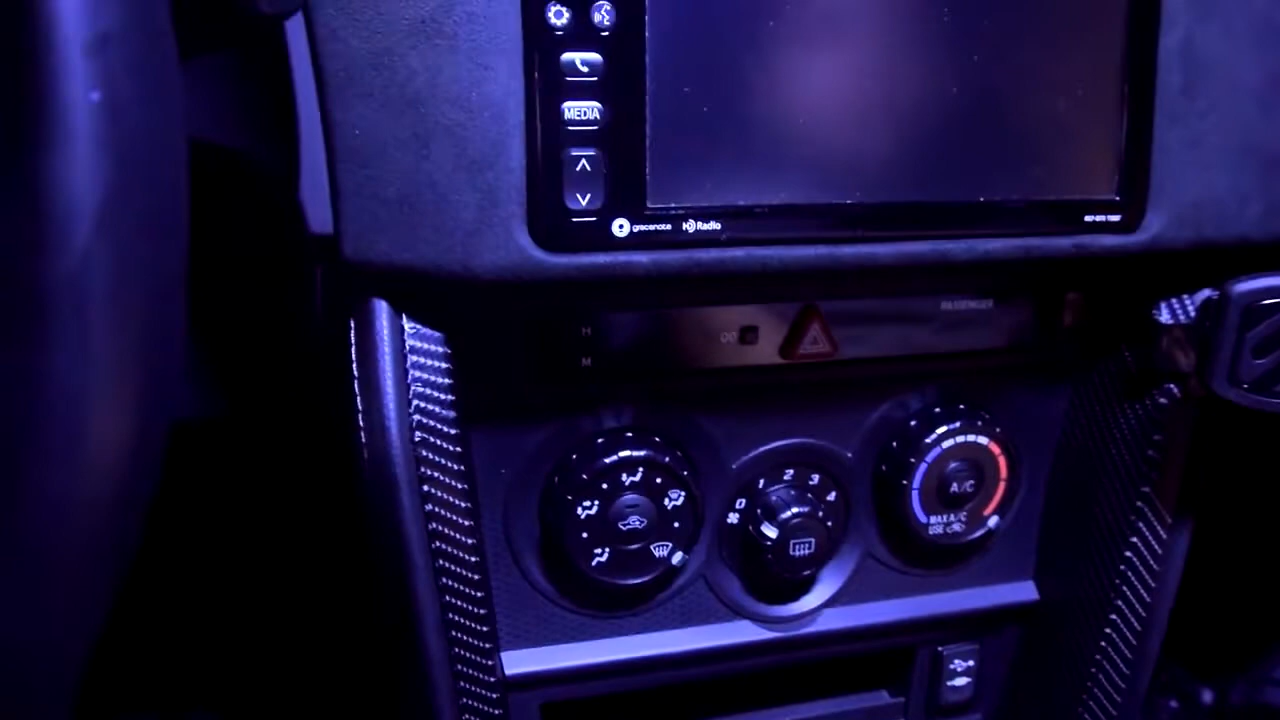 MEDIA
gracenote HD Radio
PASSENGER
H
M
0 1 2 3 4
A/C
MAX A/C
USE